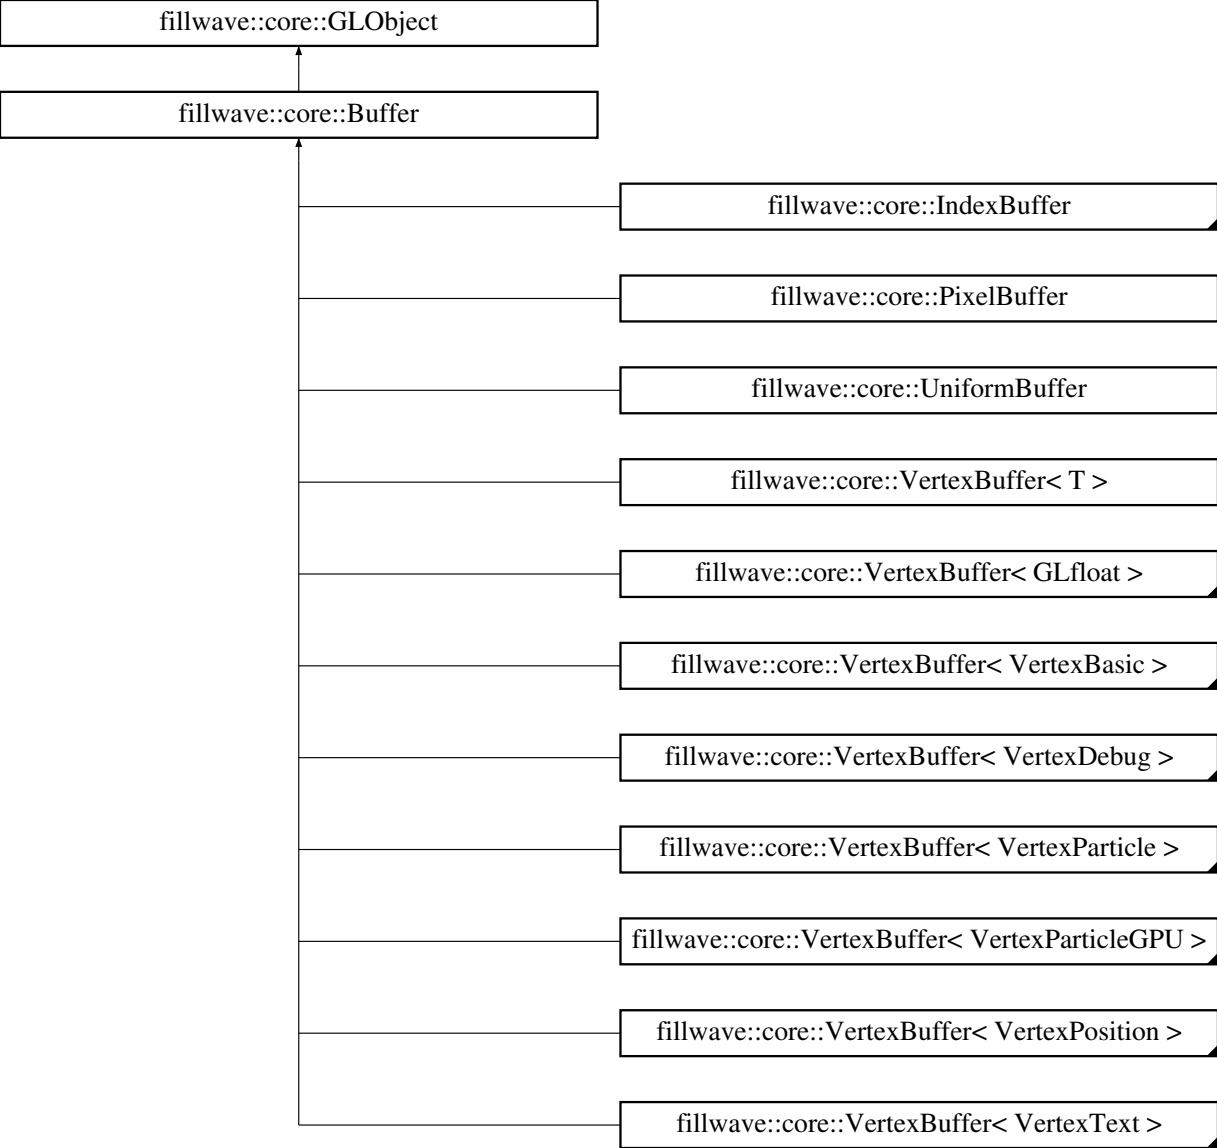 fillwave::core::GLObject
fillwave::core::Buffer
fillwave::core::IndexBuffer
fillwave::core::PixelBuffer
fillwave::core::UniformBuffer
fillwave::core::VertexBuffer< T >
fillwave::core::VertexBuffer< GLfloat >
fillwave::core::VertexBuffer< VertexBasic >
fillwave::core::VertexBuffer< VertexDebug >
fillwave::core::VertexBuffer< VertexParticle >
fillwave::core::VertexBuffer< VertexParticleGPU >
fillwave::core::VertexBuffer< VertexPosition >
fillwave::core::VertexBuffer< VertexText >